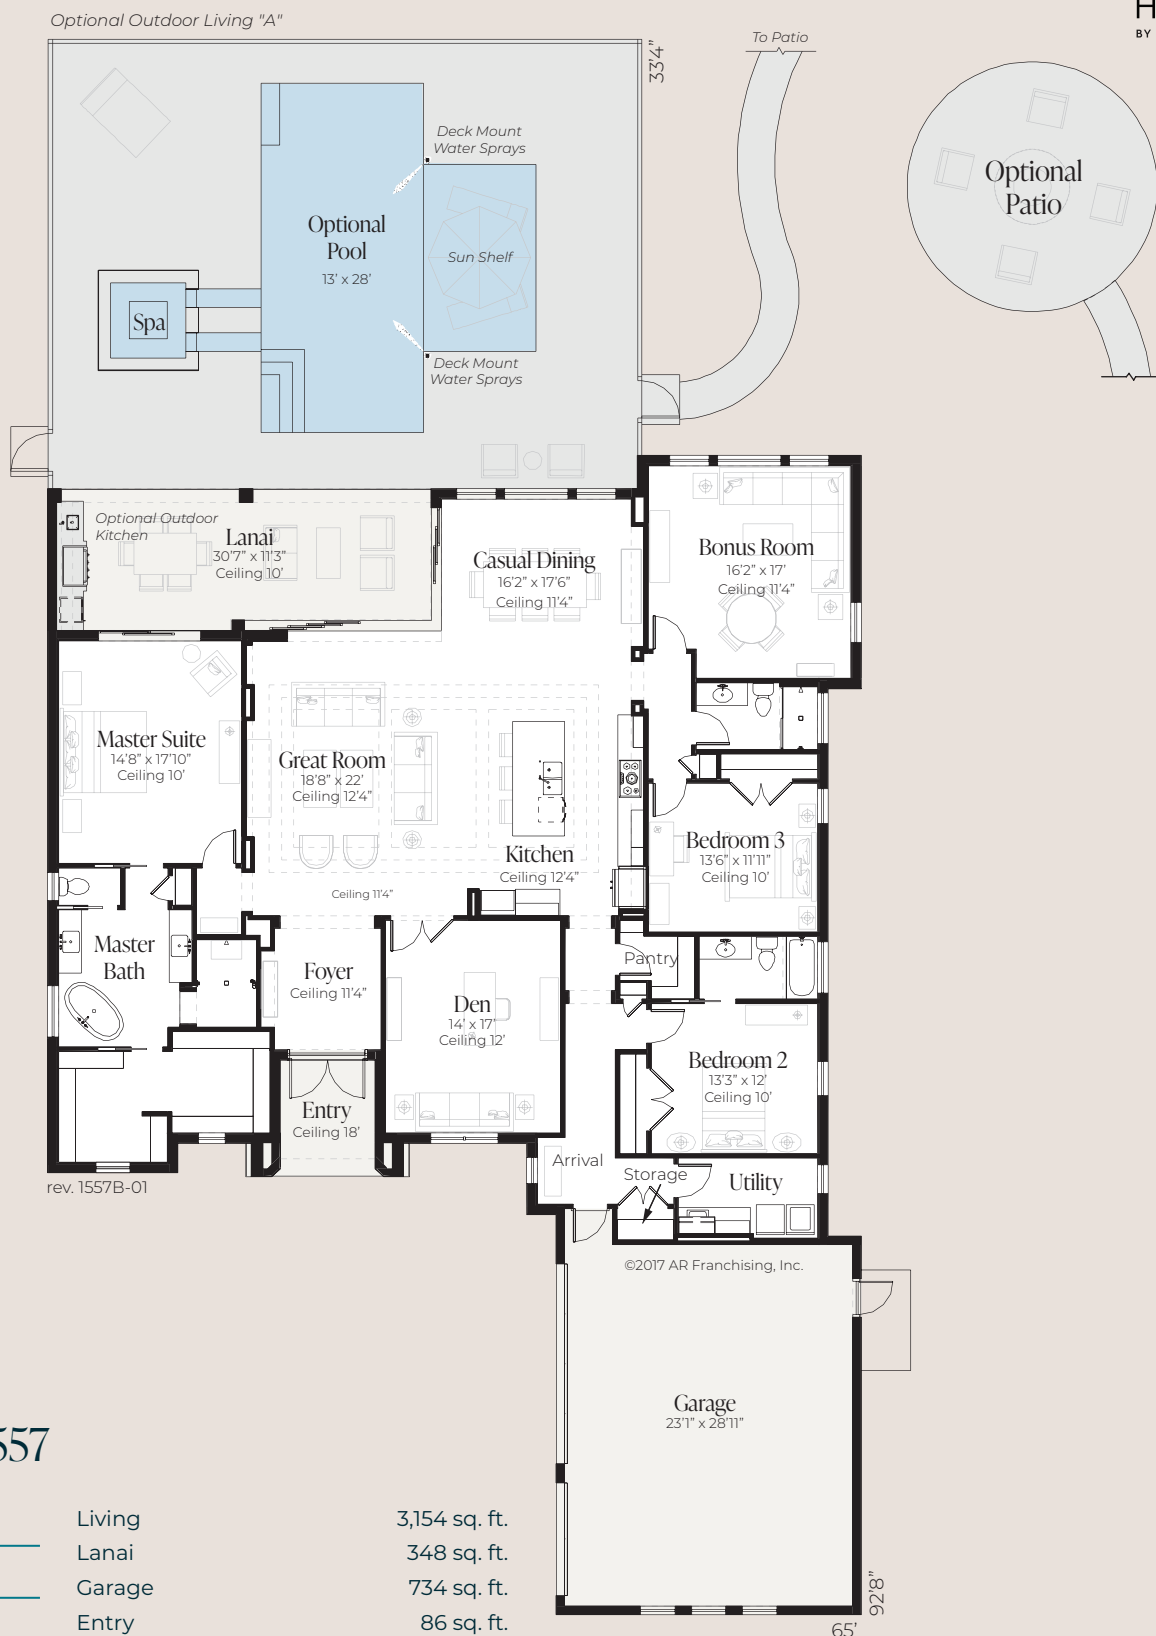 Optional Outdoor Living "A"
33'4"
To Patio
H
BY
Deck Mount
Water Sprays
Optional
Pool
13' x 28'
Sun Shelf
Spa
Deck Mount
Water Sprays
Optional
Patio
Optional Outdoor
Kitchen
Lanai
30'7" x 11'3"
Ceiling 10'
Casual Dining
16'2" x 17'6"
Ceiling 11'4"
Bonus Room
16'2" x 17'
Ceiling 11'4"
Master Suite
14'8" x 17'10"
Ceiling 10'
Great Room
18'8" x 22'
Ceiling 12'4"
Kitchen
Ceiling 12'4"
Bedroom 3
13'6" x 11'11"
Ceiling 10'
Ceiling 11'4"
Master
Bath
Foyer
Ceiling 11'4"
Den
14' x 17'
Ceiling 12'
Pantry
Bedroom 2
13'3" x 12'
Ceiling 10'
Entry
Ceiling 18'
Arrival
Storage
Utility
rev. 1557B-01
©2017 AR Franchising, Inc.
Garage
23'1" x 28'11"
557
Living 3,154 sq. ft.
Lanai 348 sq. ft.
Garage 734 sq. ft.
Entry 86 sq. ft.
92'8"
65'